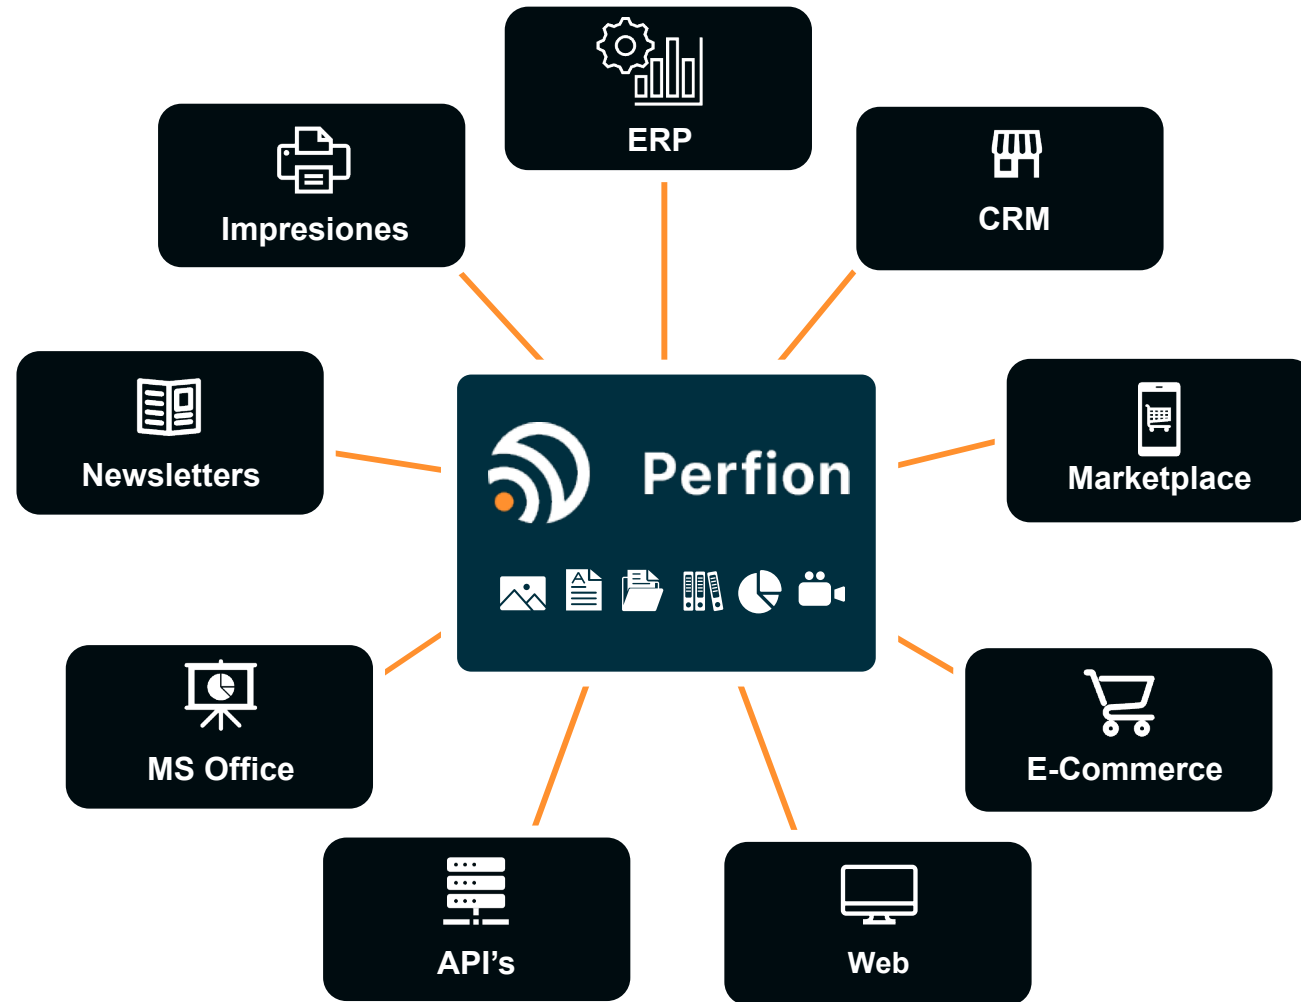 ERP
Impresiones
CRM
Newsletters
Perfion
Marketplace
MS Office
E-Commerce
API’s
Web